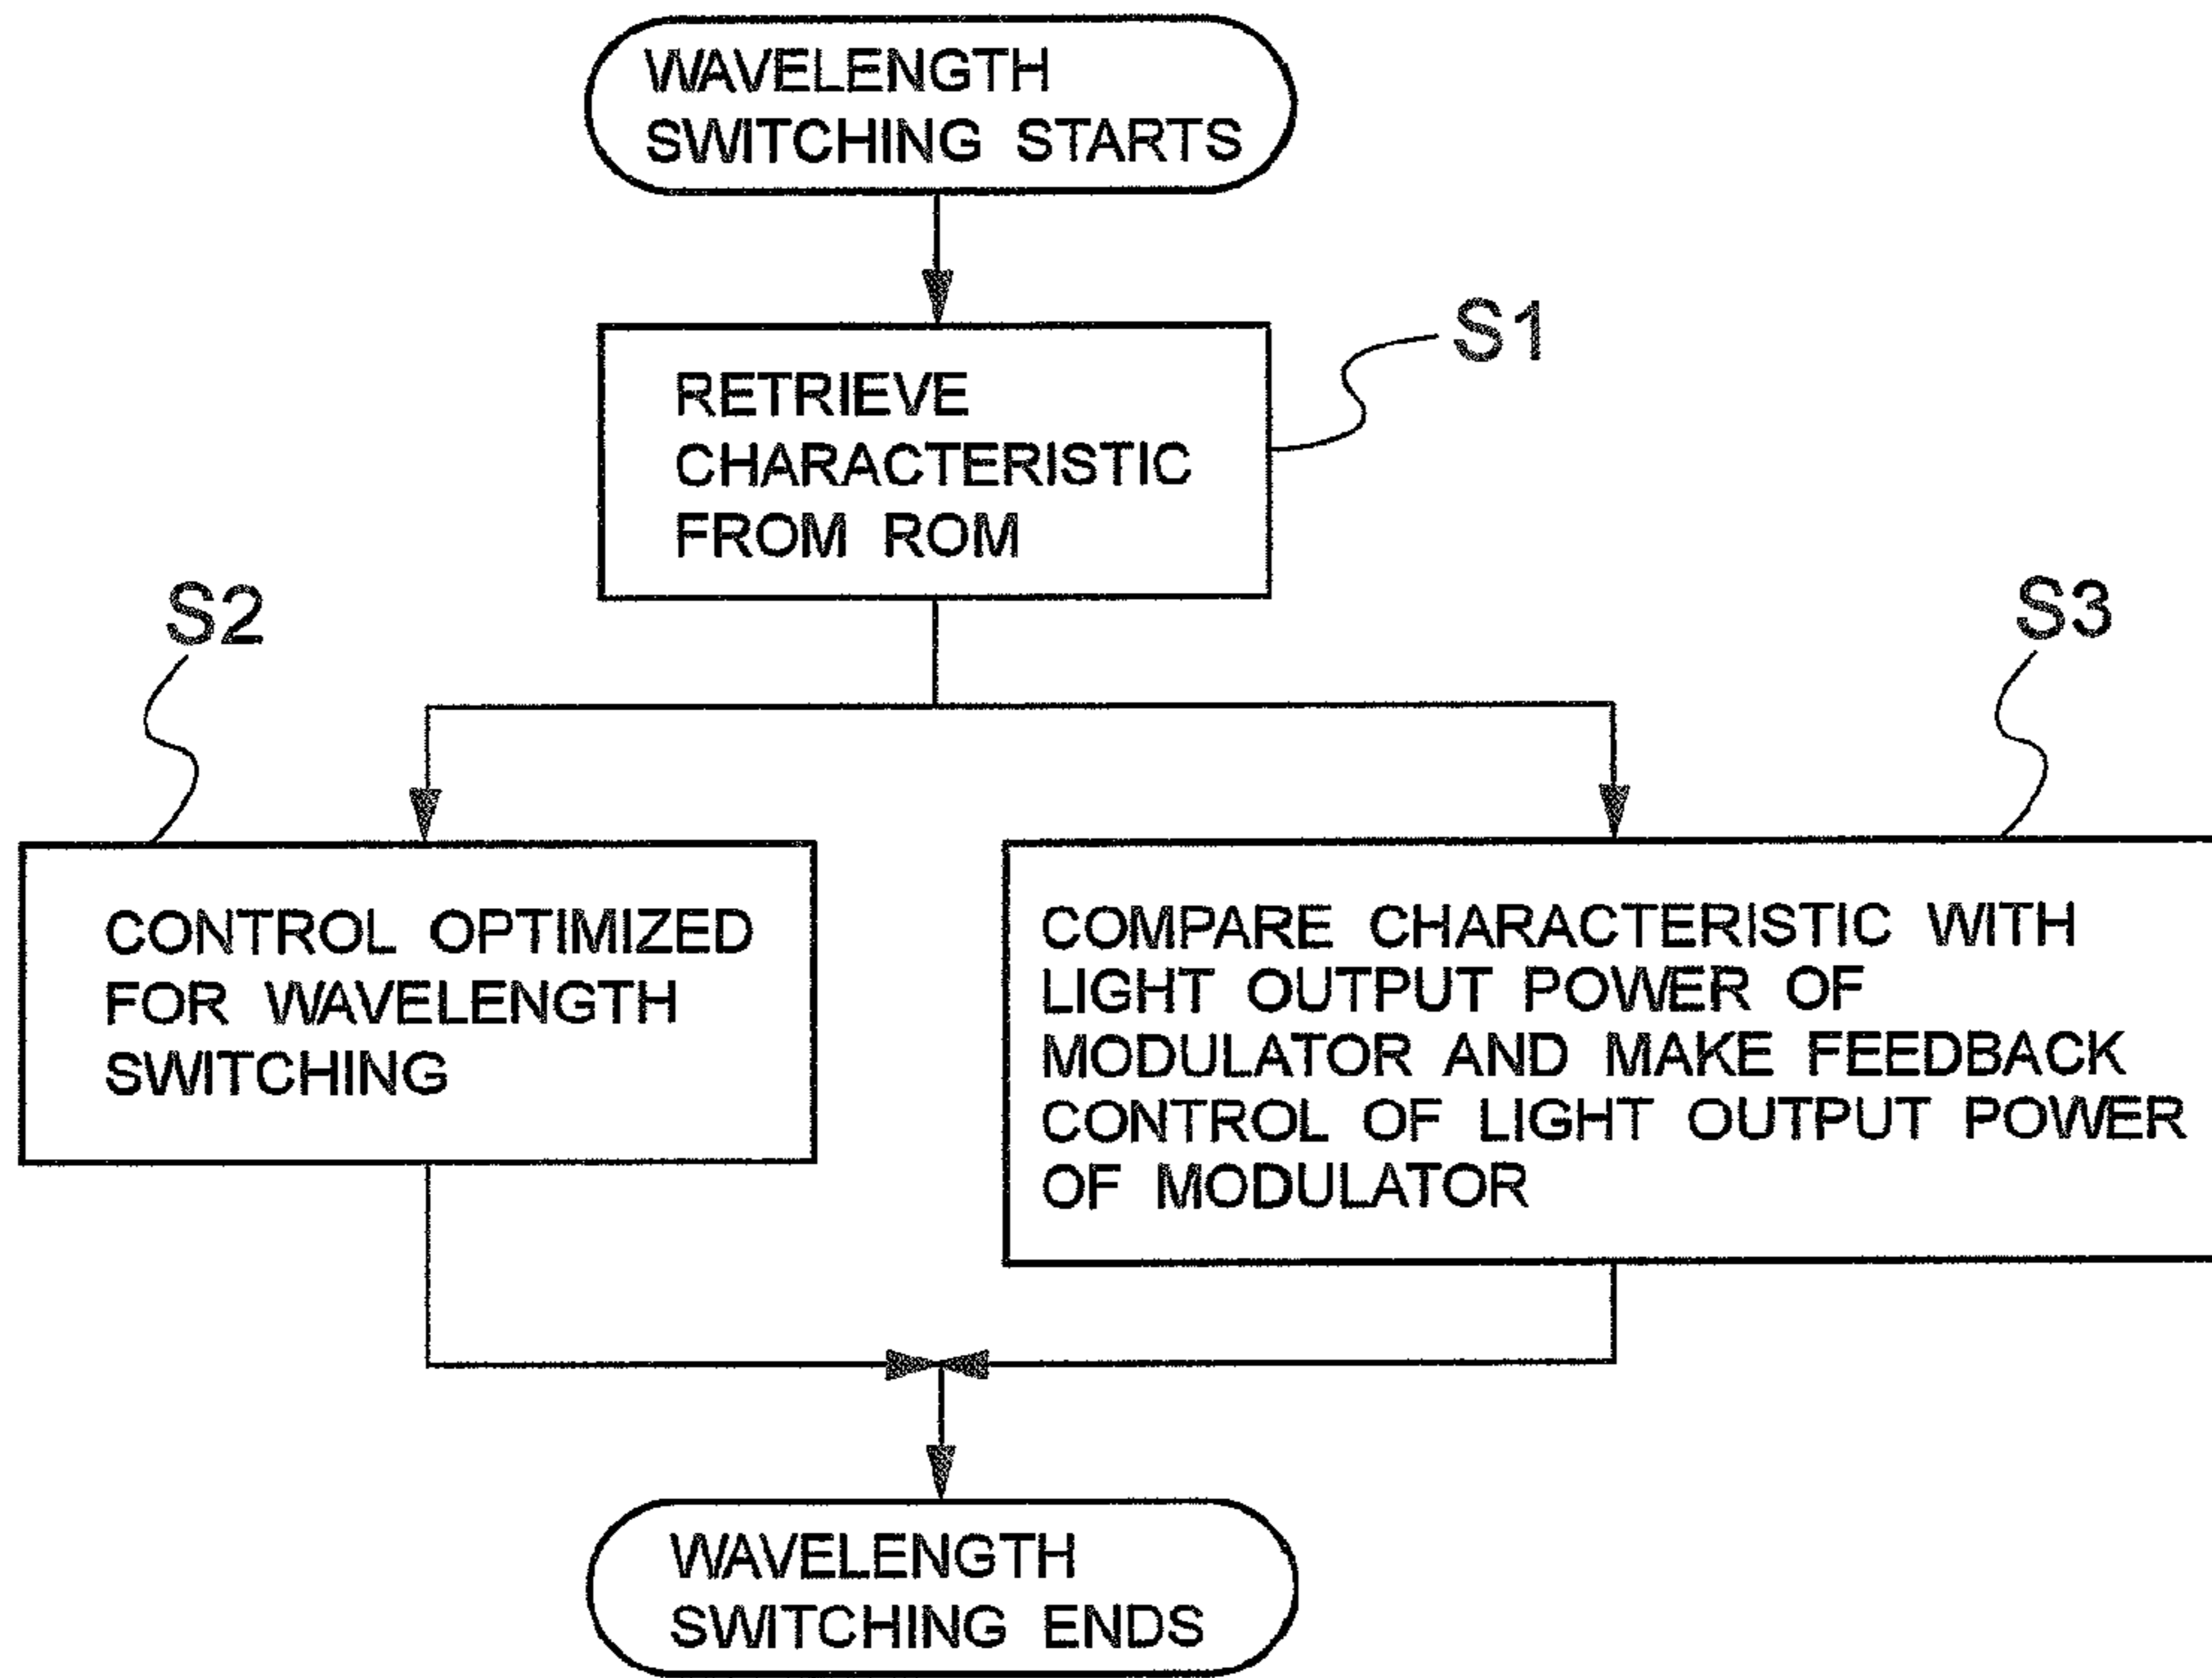 WAVELENGTH
SWITCHING STARTS
S1
RETRIEVE
CHARACTERISTIC
FROM ROM
S2
S3
CONTROL OPTIMIZED
FOR WAVELENGTH
SWITCHING
COMPARE CHARACTERISTIC WITH
LIGHT OUTPUT POWER OF
MODULATOR AND MAKE FEEDBACK
CONTROL OF LIGHT OUTPUT POWER
OF MODULATOR
WAVELENGTH
SWITCHING ENDS